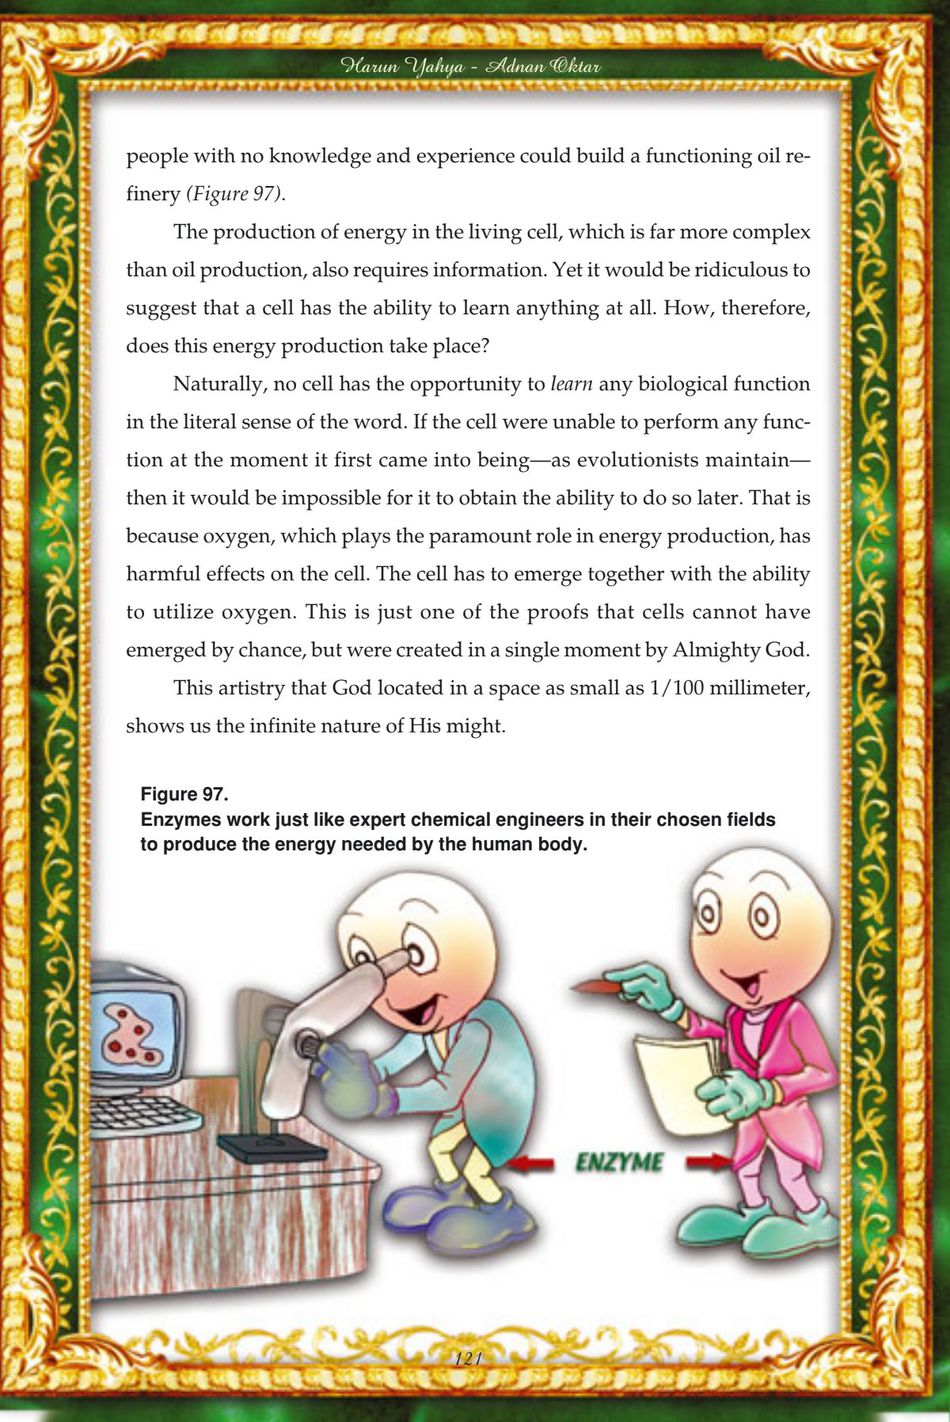 Harun Yahya - Adnan Oktar
people with no knowledge and experience could build a functioning oil re-
finery (Figure 97).
The production of energy in the living cell, which is far more complex
than oil production, also requires information. Yet it would be ridiculous to
suggest that a cell has the ability to learn anything at all. How, therefore,
does this energy production take place?
Naturally, no cell has the opportunity to learn any biological function
in the literal sense of the word. If the cell were unable to perform any func-
tion at the moment it first came into being—as evolutionists maintain—
then it would be impossible for it to obtain the ability to do so later. That is
because oxygen, which plays the paramount role in energy production, has
harmful effects on the cell. The cell has to emerge together with the ability
to utilize oxygen. This is just one of the proofs that cells cannot have
emerged by chance, but were created in a single moment by Almighty God.
This artistry that God located in a space as small as 1/100 millimeter,
shows us the infinite nature of His might.
Figure 97.
Enzymes work just like expert chemical engineers in their chosen fields
to produce the energy needed by the human body.
ENZYME
121